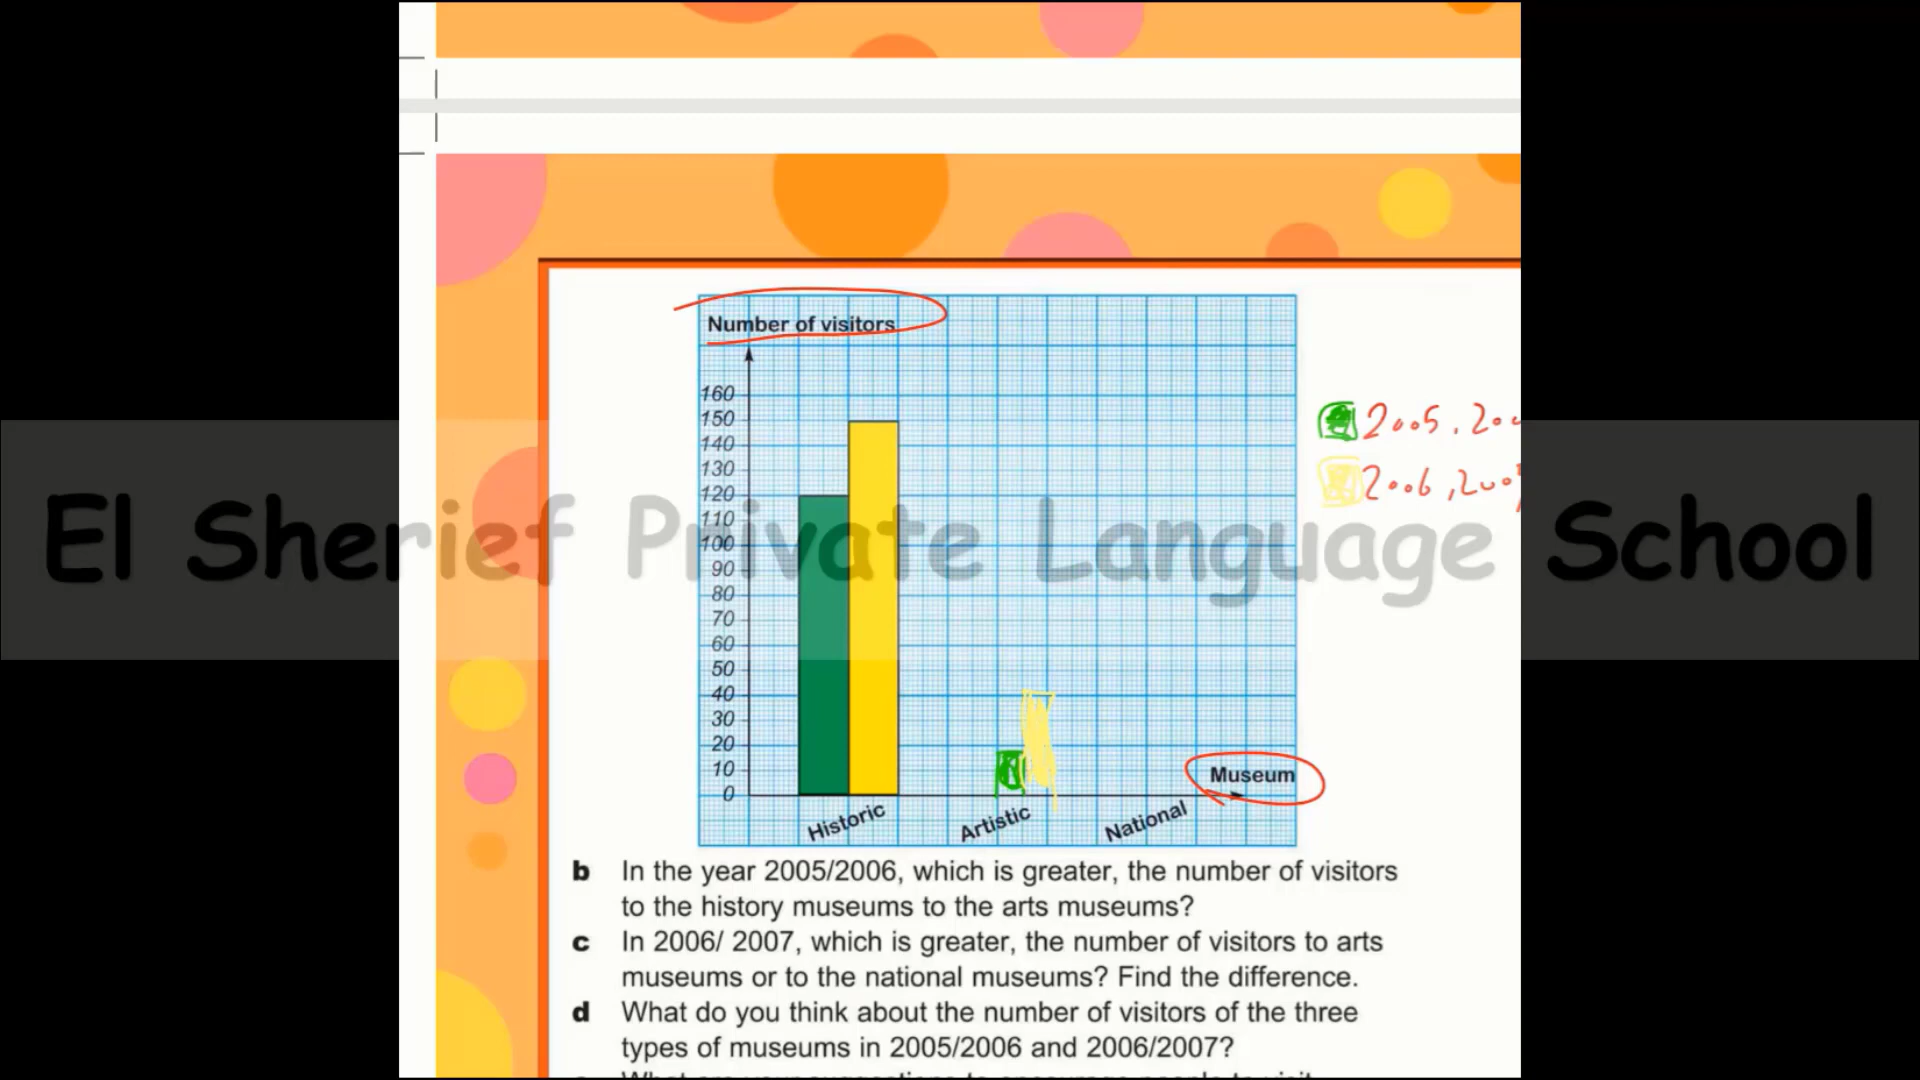 Number of visitors
160
150
140
130
120
110
100
90
80
70
60
50
40
30
20
10
0
2005,
2006,
El Sherief Private Language School
Museum
Historic Artistic National
b In the year 2005/2006, which is greater, the number of visitors
to the history museums to the arts museums?
c In 2006/ 2007, which is greater, the number of visitors to arts
museums or to the national museums? Find the difference.
d What do you think about the number of visitors of the three
types of museums in 2005/2006 and 2006/2007?